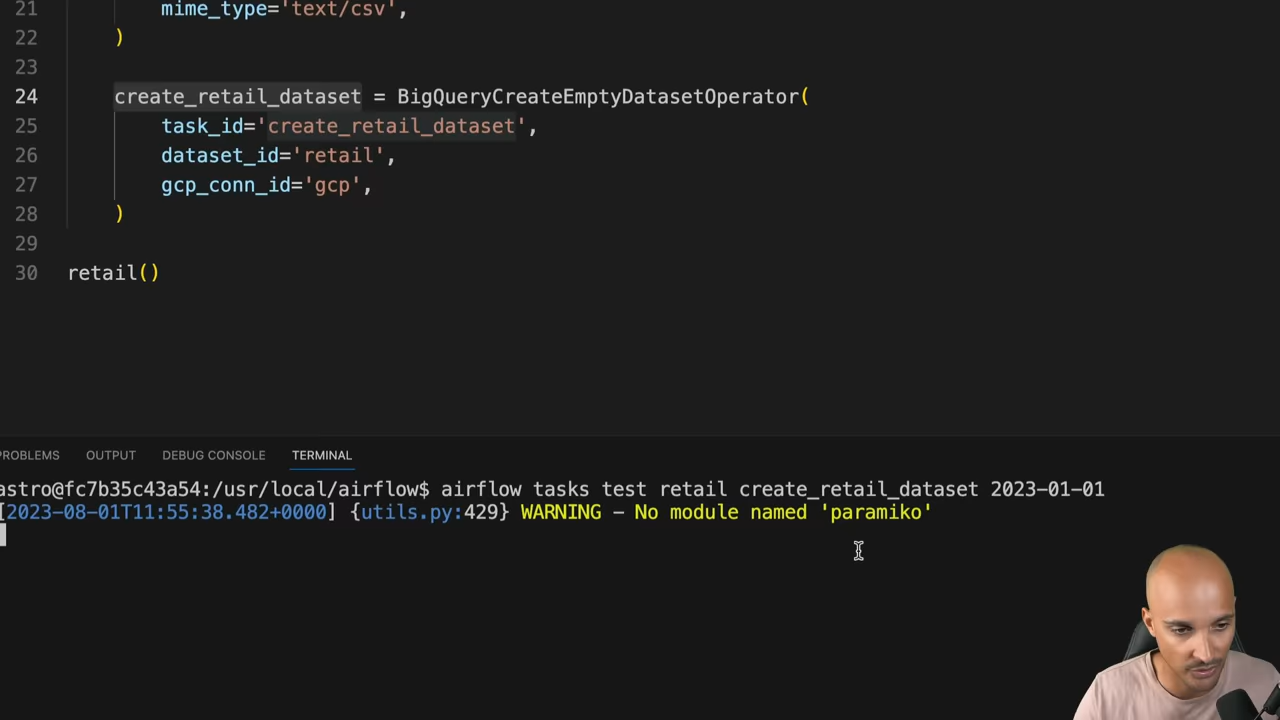 21 mime_type='text/csv',
22 )
23
24 create_retail_dataset = BigQueryCreateEmptyDatasetOperator(
25 task_id='create_retail_dataset',
26 dataset_id='retail',
27 gcp_conn_id='gcp',
28 )
29
30 retail()
PROBLEMS OUTPUT DEBUG CONSOLE TERMINAL
astro@fc7b35c43a54:/usr/local/airflow$ airflow tasks test retail create_retail_dataset 2023-01-01
[2023-08-01T11:55:38.482+0000] {utils.py:429} WARNING - No module named 'paramiko'